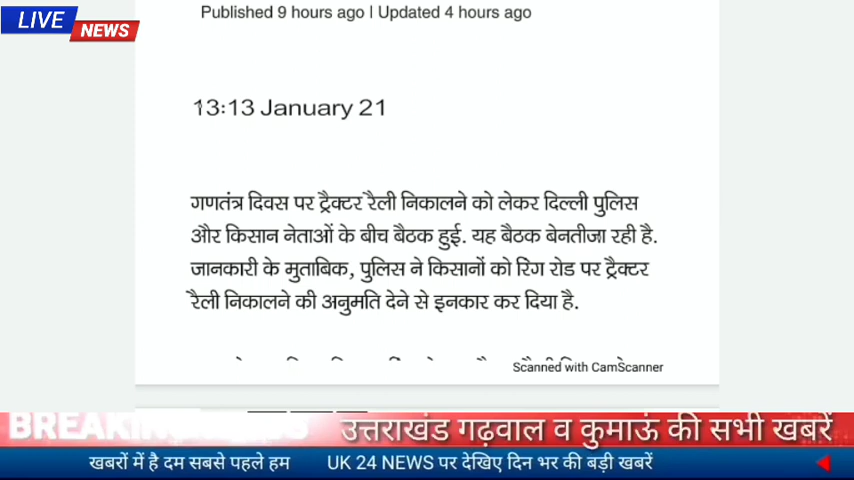 LIVE
NEWS
Published 9 hours ago | Updated 4 hours ago
13:13 January 21
गणतंत्र दिवस पर ट्रैक्टर रैली निकालने को लेकर दिल्ली पुलिस
और किसान नेताओं के बीच बैठक हुई. यह बैठक बेनतीजा रही है.
जानकारी के मुताबिक, पुलिस ने किसानों को रिंग रोड पर ट्रैक्टर
रैली निकालने की अनुमति देने से इनकार कर दिया है.
Scanned with CamScanner
उत्तराखंड गढ़वाल व कुमाऊं की सभी खबरें
खबरों में है दम सबसे पहले हम UK 24 NEWS पर देखिए दिन भर की बड़ी खबरें